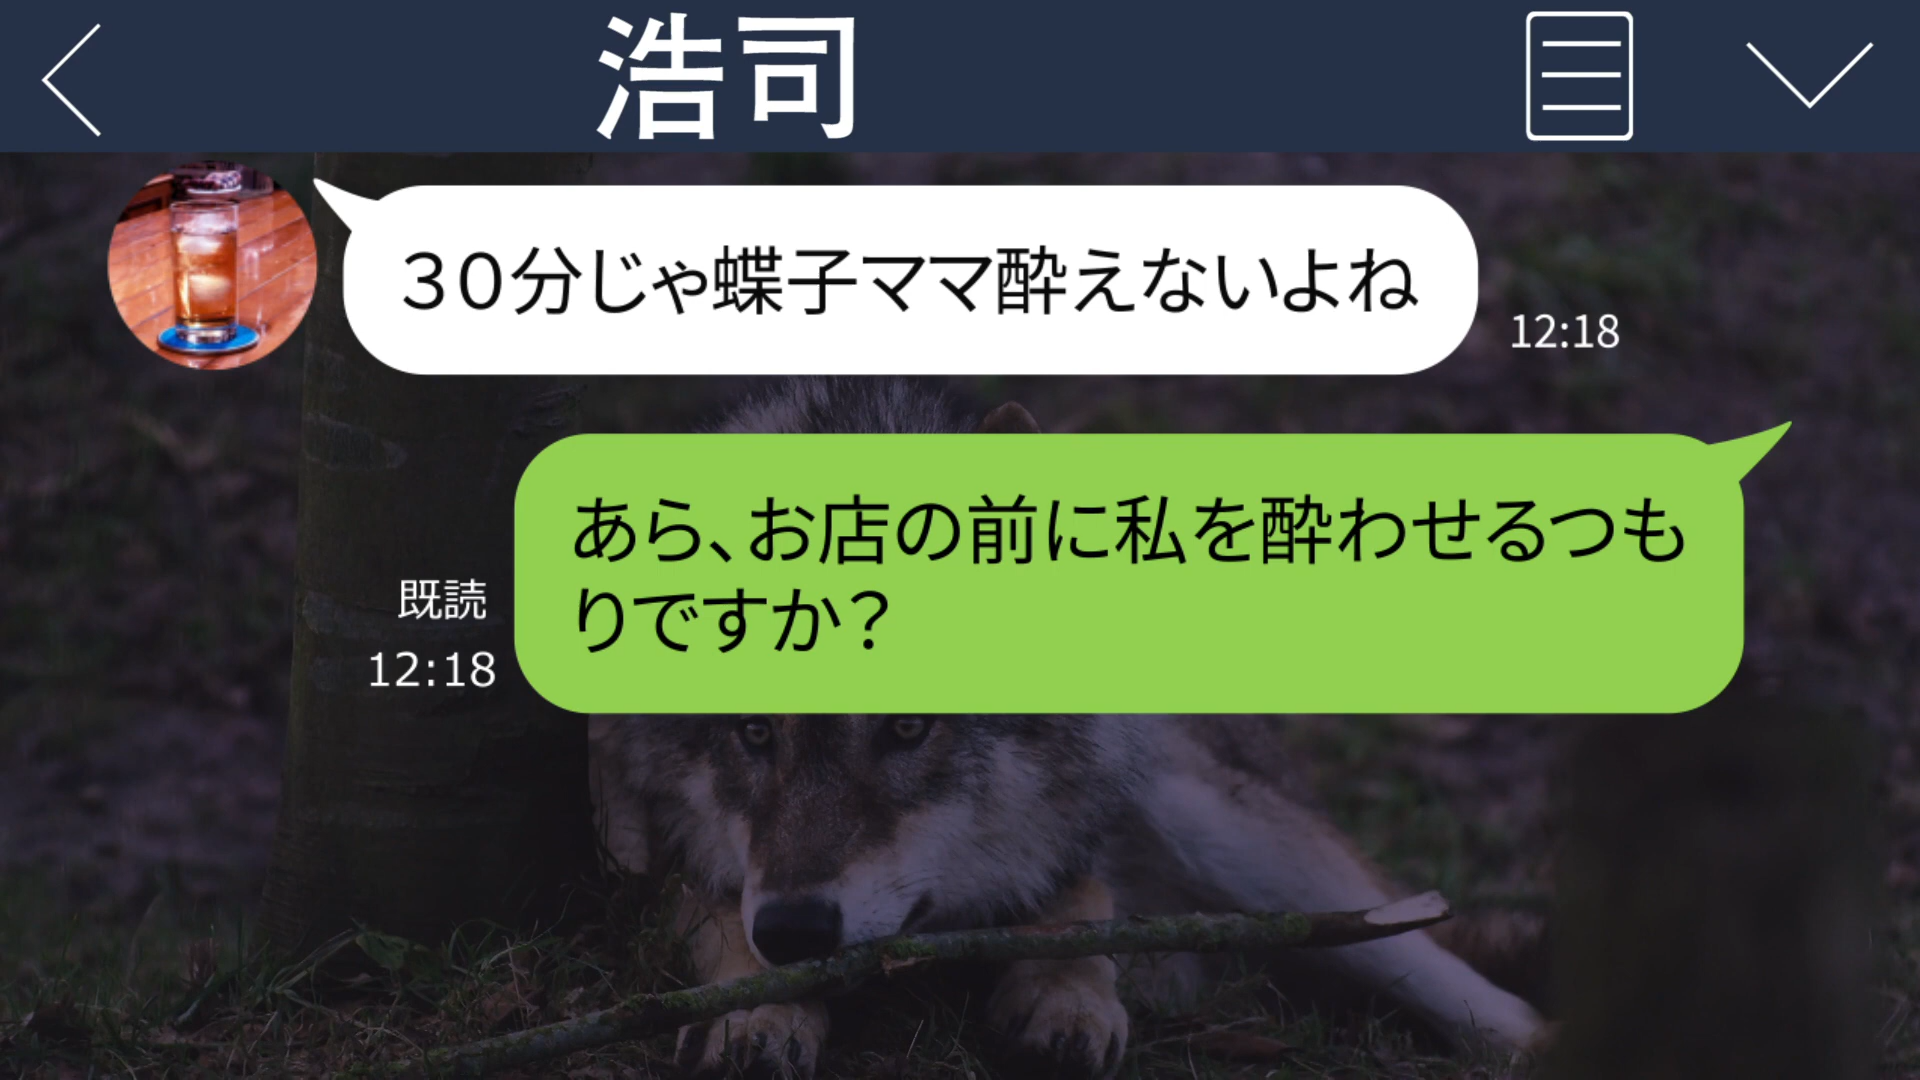 浩司
３０分じゃ蝶子ママ酔えないよね
12:18
あら、お店の前に私を酔わせるつも
りですか？
既読
12:18